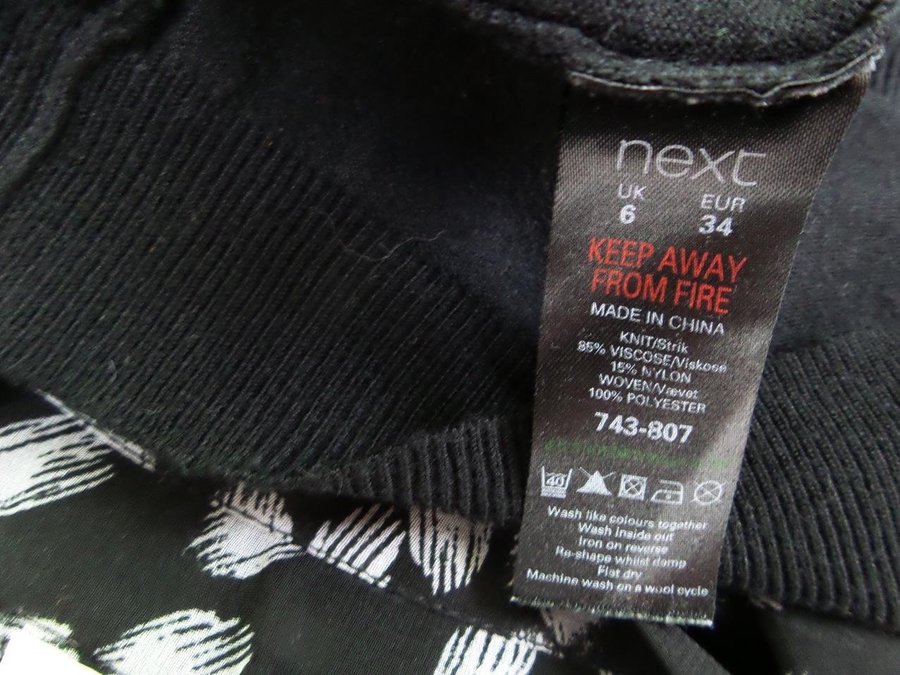 next
UK EUR
6 34
KEEP AWAY
FROM FIRE
MADE IN CHINA
KNIT/Strik
85% VISCOSE/Viskose
15% NYLON
WOVEN/Vævet
100% POLYESTER
743-807
40
Wash like colours together
Wash inside out
Iron on reverse
Re-shape whilst damp
Flat dry
Machine wash on a wool cycle